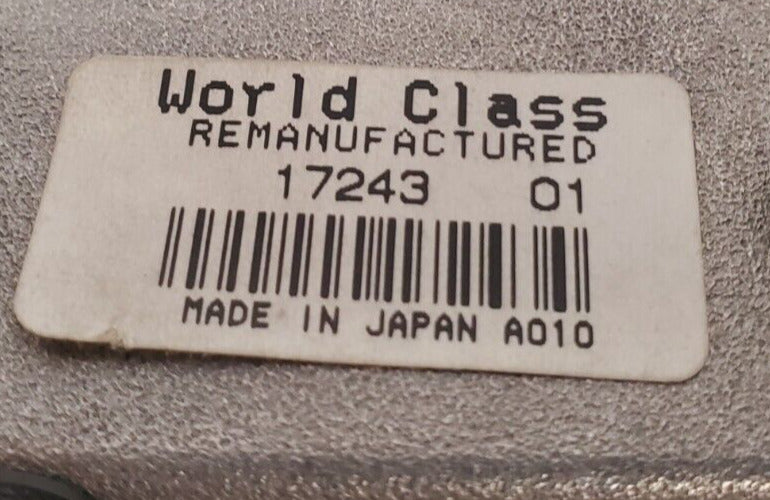 World Class
REMANUFACTURED
17243 01
MADE IN JAPAN A010